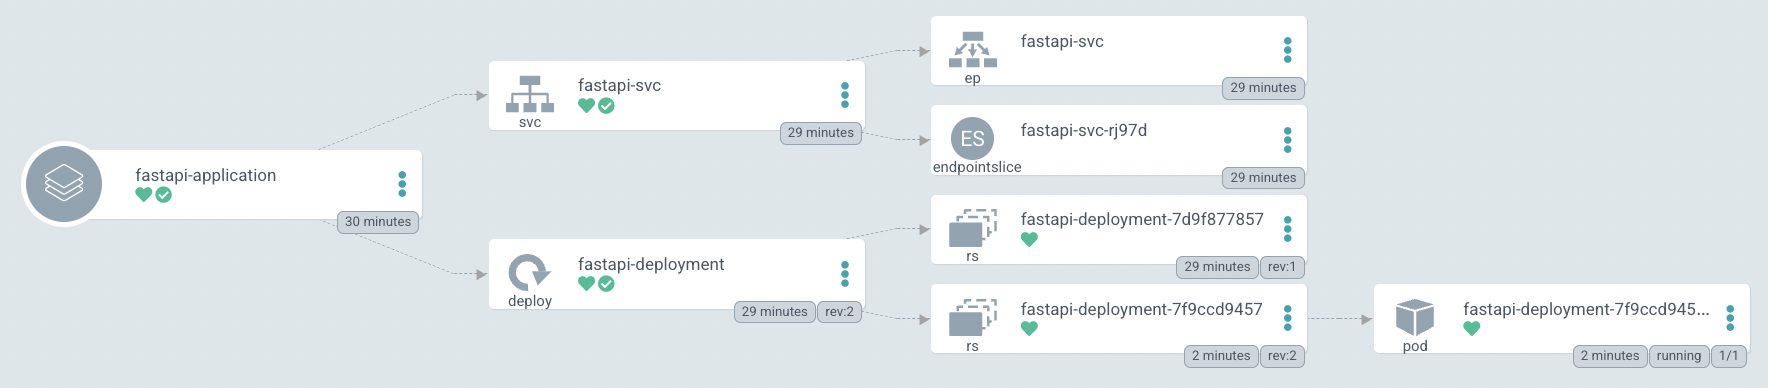 fastapi-application
30 minutes
fastapi-svc
svc
29 minutes
fastapi-deployment
deploy
29 minutes rev:2
fastapi-svc
ep
29 minutes
ES
fastapi-svc-rj97d
endpointslice
29 minutes
fastapi-deployment-7d9f877857
rs
29 minutes rev:1
fastapi-deployment-7f9ccd9457
rs
2 minutes rev:2
fastapi-deployment-7f9ccd945...
pod
2 minutes running 1/1